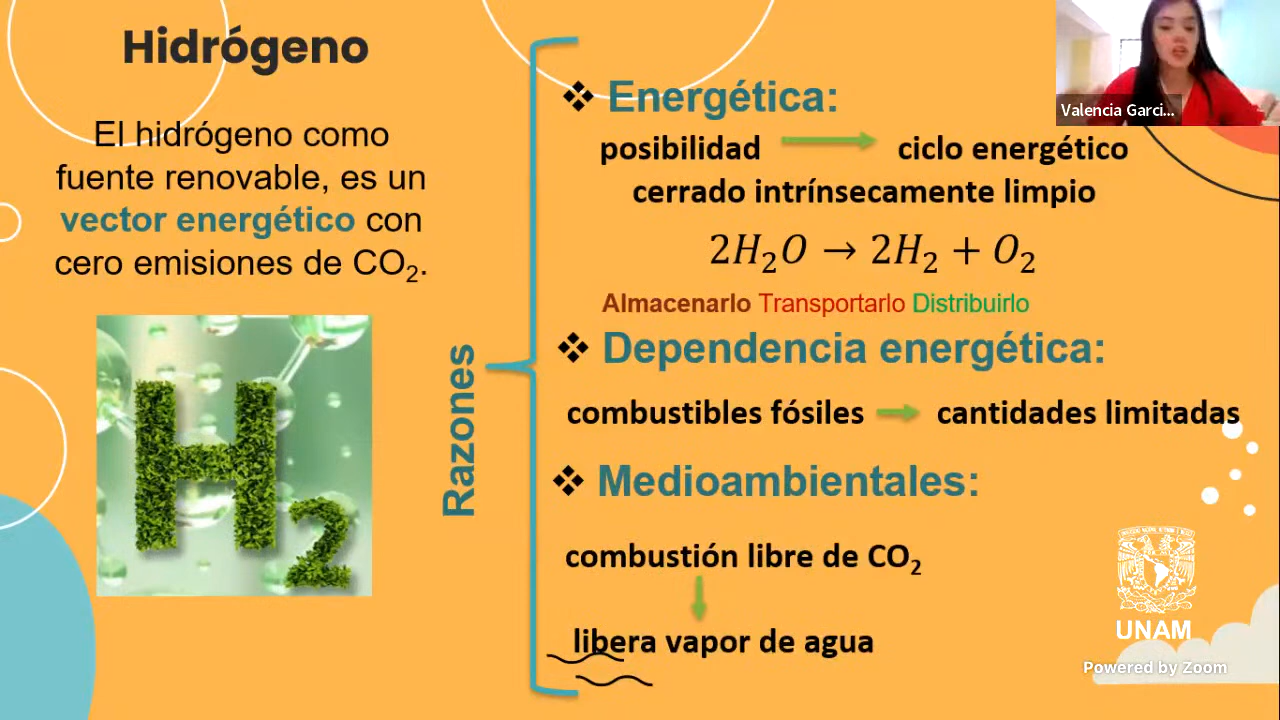 Hidrógeno
El hidrógeno como
fuente renovable, es un
vector energético con
cero emisiones de CO₂.
H₂
Razones
❖ Energética:
posibilidad → ciclo energético
cerrado intrínsecamente limpio
2H₂O → 2H₂ + O₂
Almacenarlo Transportarlo Distribuirlo
❖ Dependencia energética:
combustibles fósiles → cantidades limitadas
❖ Medioambientales:
combustión libre de CO₂
libera vapor de agua
Valencia Garci...
UNAM
Powered by Zoom